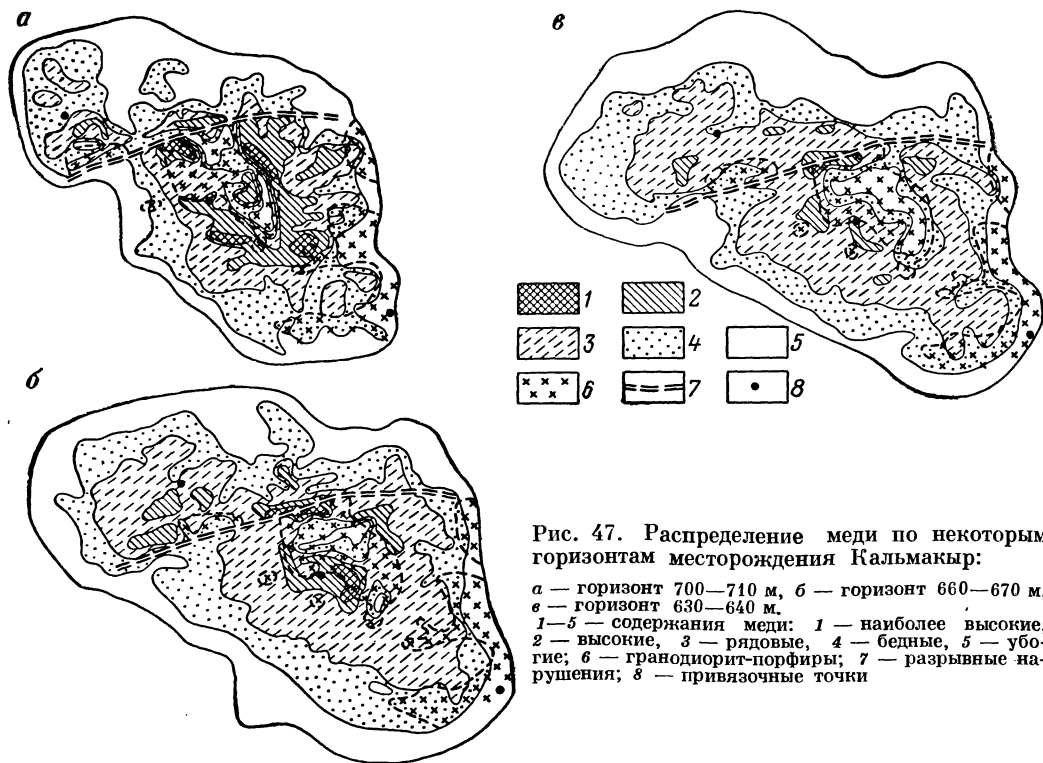 а
в
1
2
3
4
5
6
7
8
б
Рис. 47. Распределение меди по некоторым
горизонтам месторождения Кальмакыр:
а — горизонт 700—710 м, б — горизонт 660—670 м,
в — горизонт 630—640 м.
1—5 — содержания меди: 1 — наиболее высокие,
2 — высокие, 3 — рядовые, 4 — бедные, 5 — убо-
гие; 6 — гранодиорит-порфиры; 7 — разрывные на-
рушения; 8 — привязочные точки